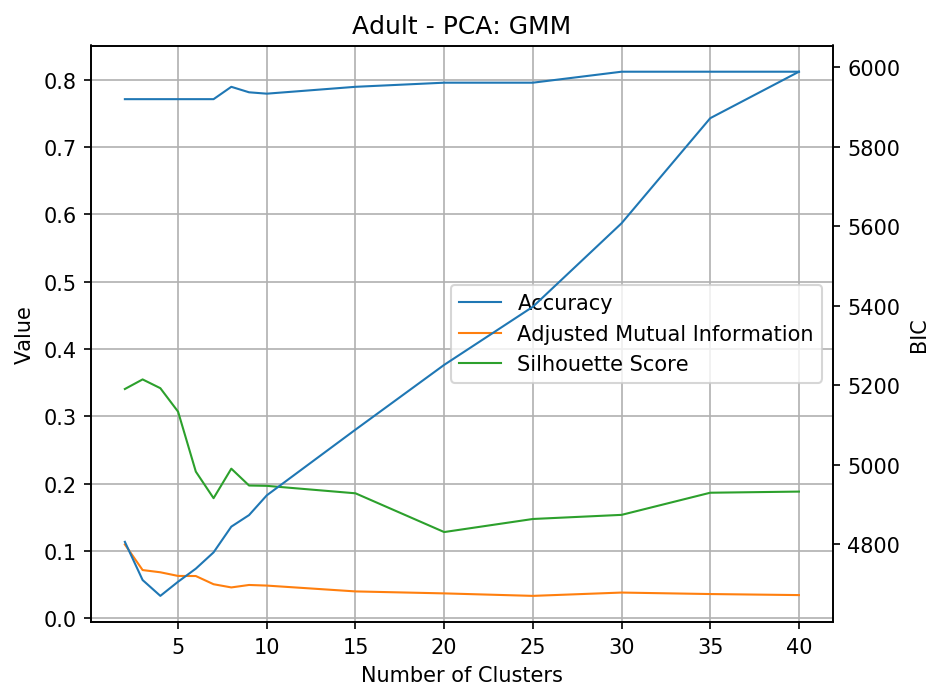 Adult - PCA: GMM
Value
0.8
0.7
0.6
0.5
0.4
0.3
0.2
0.1
0.0
6000
5800
5600
5400
5200
5000
4800
BIC
Accuracy
Adjusted Mutual Information
Silhouette Score
5 10 15 20 25 30 35 40
Number of Clusters